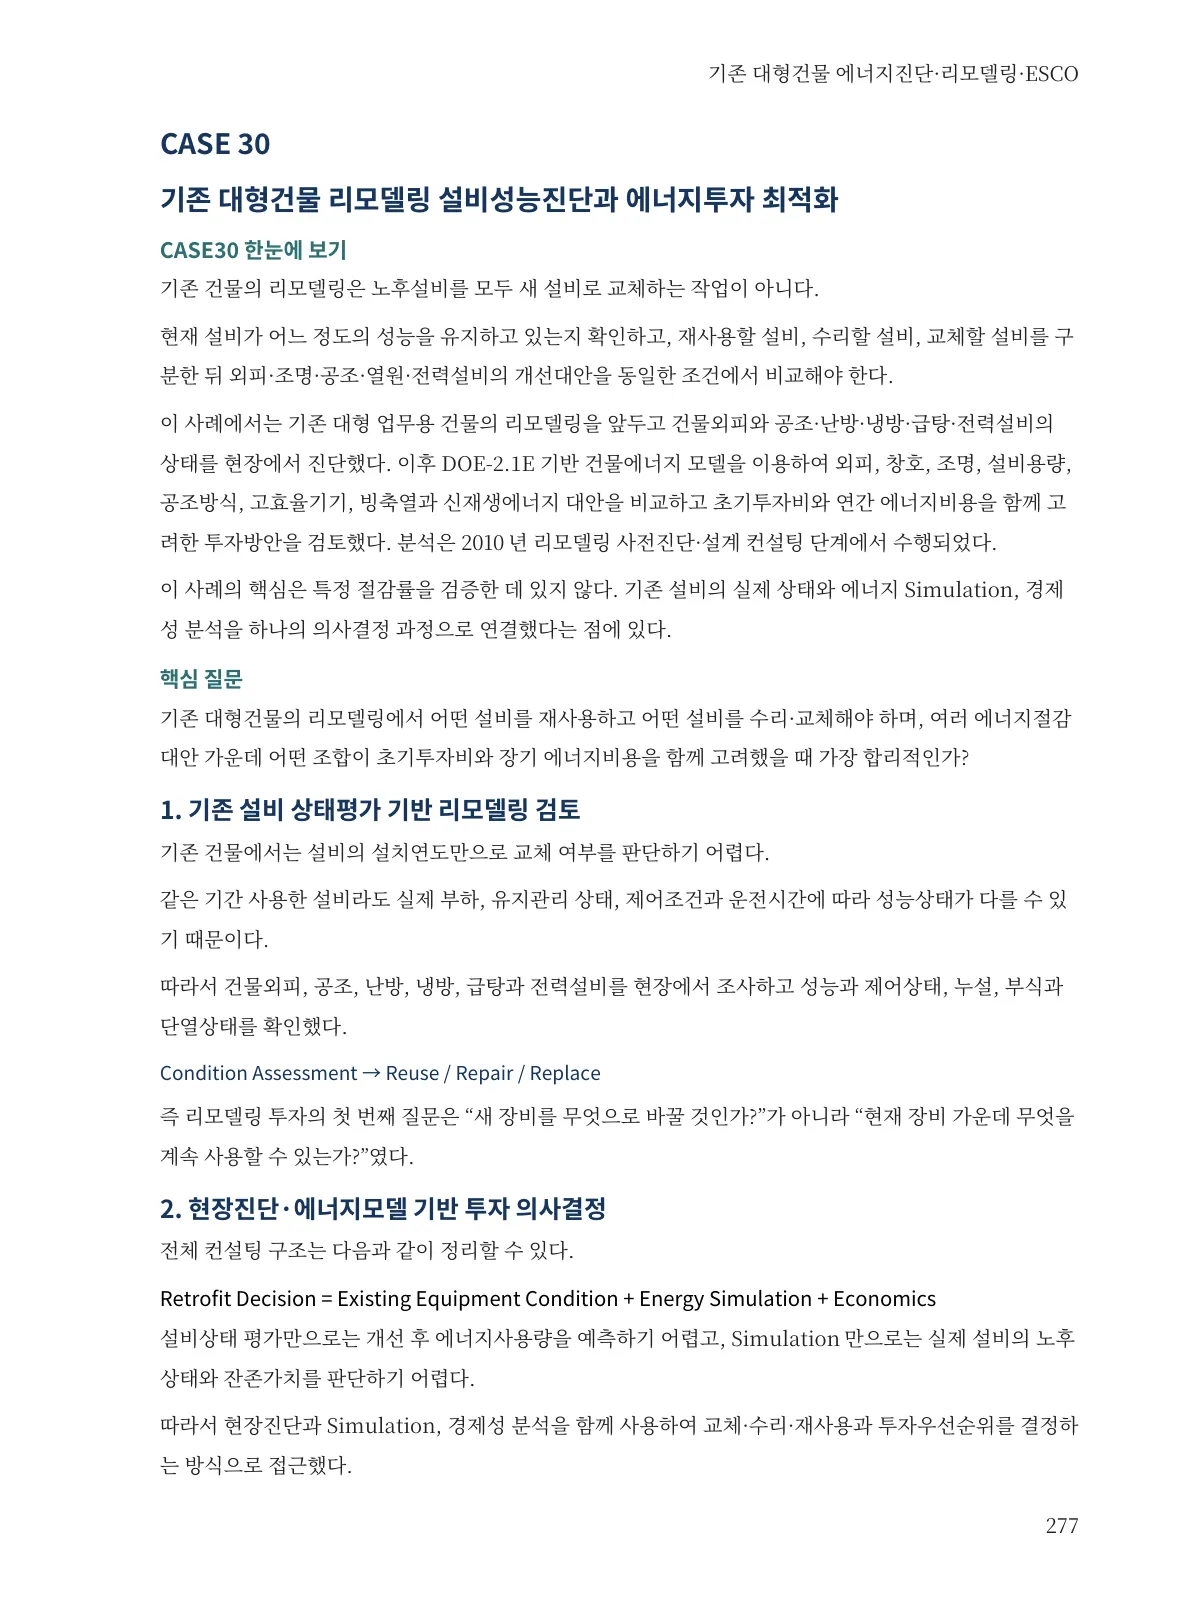 기존 대형건물 에너지진단·리모델링·ESCO
CASE 30
기존 대형건물 리모델링 설비성능진단과 에너지투자 최적화
CASE30 한눈에 보기
기존 건물의 리모델링은 노후설비를 모두 새 설비로 교체하는 작업이 아니다.
현재 설비가 어느 정도의 성능을 유지하고 있는지 확인하고, 재사용할 설비, 수리할 설비, 교체할 설비를 구
분한 뒤 외피·조명·공조·열원·전력설비의 개선대안을 동일한 조건에서 비교해야 한다.
이 사례에서는 기존 대형 업무용 건물의 리모델링을 앞두고 건물외피와 공조·난방·냉방·급탕·전력설비의
상태를 현장에서 진단했다. 이후 DOE-2.1E 기반 건물에너지 모델을 이용하여 외피, 창호, 조명, 설비용량,
공조방식, 고효율기기, 빙축열과 신재생에너지 대안을 비교하고 초기투자비와 연간 에너지비용을 함께 고
려한 투자방안을 검토했다. 분석은 2010 년 리모델링 사전진단·설계 컨설팅 단계에서 수행되었다.
이 사례의 핵심은 특정 절감률을 검증한 데 있지 않다. 기존 설비의 실제 상태와 에너지 Simulation, 경제
성 분석을 하나의 의사결정 과정으로 연결했다는 점에 있다.
핵심 질문
기존 대형건물의 리모델링에서 어떤 설비를 재사용하고 어떤 설비를 수리·교체해야 하며, 여러 에너지절감
대안 가운데 어떤 조합이 초기투자비와 장기 에너지비용을 함께 고려했을 때 가장 합리적인가?
1. 기존 설비 상태평가 기반 리모델링 검토
기존 건물에서는 설비의 설치연도만으로 교체 여부를 판단하기 어렵다.
같은 기간 사용한 설비라도 실제 부하, 유지관리 상태, 제어조건과 운전시간에 따라 성능상태가 다를 수 있
기 때문이다.
따라서 건물외피, 공조, 난방, 냉방, 급탕과 전력설비를 현장에서 조사하고 성능과 제어상태, 누설, 부식과
단열상태를 확인했다.
Condition Assessment → Reuse / Repair / Replace
즉 리모델링 투자의 첫 번째 질문은 “새 장비를 무엇으로 바꿀 것인가?”가 아니라 “현재 장비 가운데 무엇을
계속 사용할 수 있는가?”였다.
2. 현장진단·에너지모델 기반 투자 의사결정
전체 컨설팅 구조는 다음과 같이 정리할 수 있다.
Retrofit Decision = Existing Equipment Condition + Energy Simulation + Economics
설비상태 평가만으로는 개선 후 에너지사용량을 예측하기 어렵고, Simulation 만으로는 실제 설비의 노후
상태와 잔존가치를 판단하기 어렵다.
따라서 현장진단과 Simulation, 경제성 분석을 함께 사용하여 교체·수리·재사용과 투자우선순위를 결정하
는 방식으로 접근했다.
277